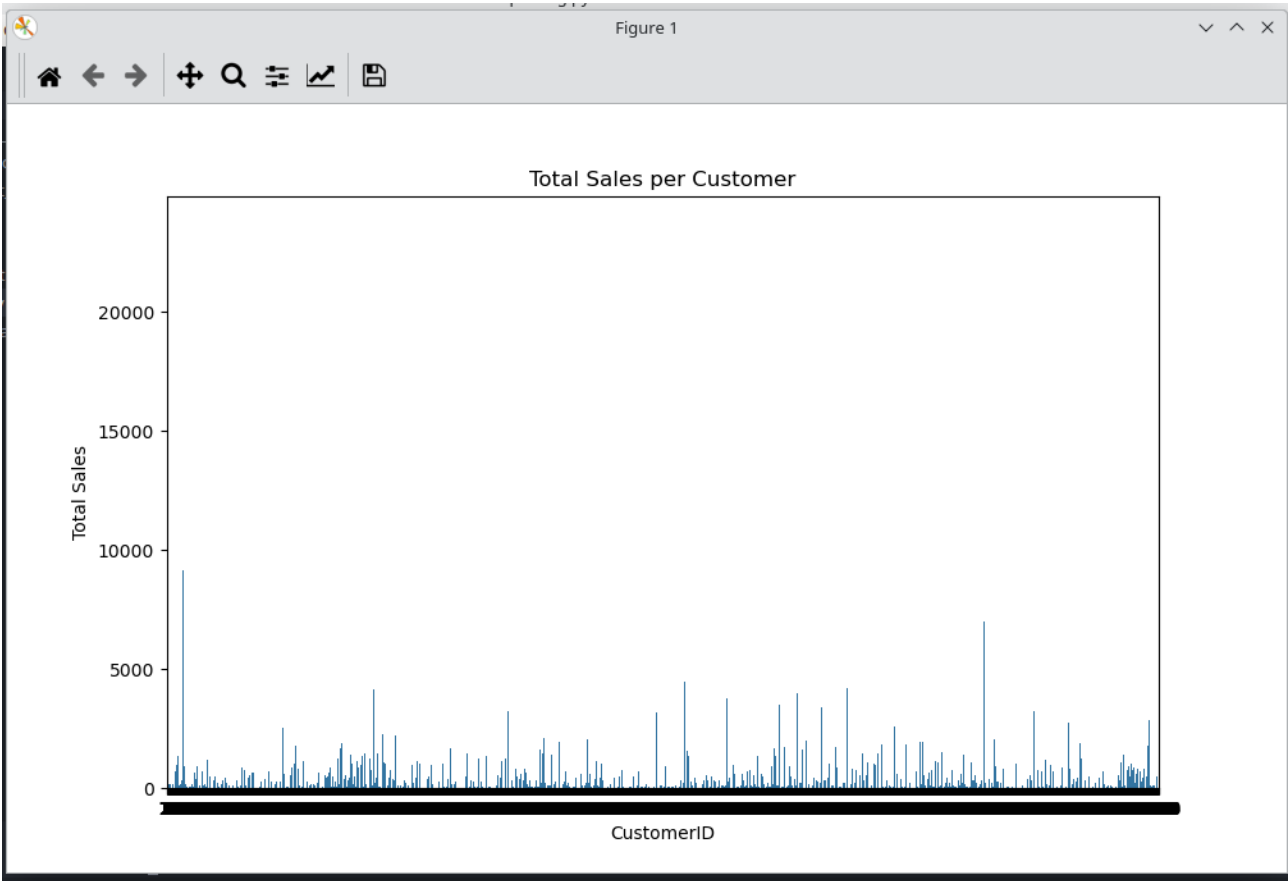 Figure 1
Total Sales per Customer
20000
15000
10000
5000
0
Total Sales
CustomerID